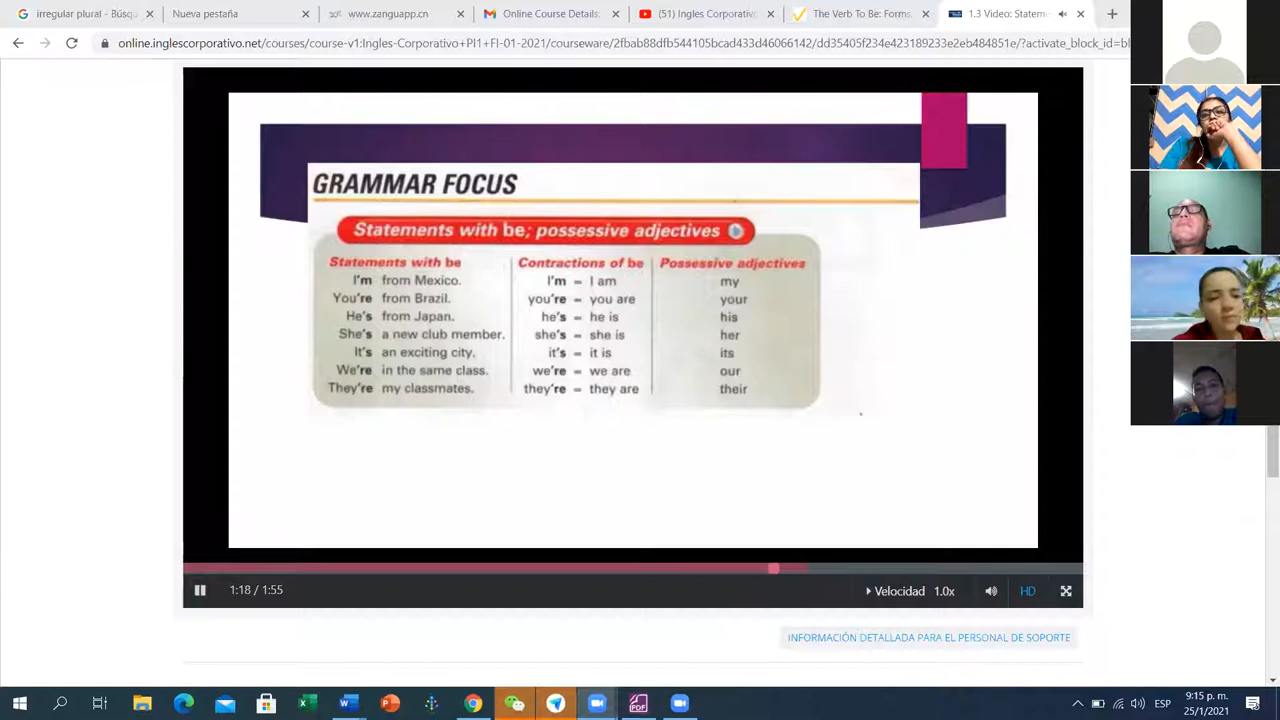 irregular plural - Búsqu
Nueva pestaña
www.zanguapp.cn
Online Course Details:
(51) Ingles Corporativo
The Verb To Be: Forms,
1.3 Video: Stateme
online.inglescorporativo.net/courses/course-v1:Ingles-Corporativo+PI1+FI-01-2021/courseware/2fbab88dfb544105bcad433d46066142/dd35405f234e423189233e2eb484851e/?activate_block_id=bl
GRAMMAR FOCUS
Statements with be; possessive adjectives
Statements with be Contractions of be Possessive adjectives
I'm from Mexico. I'm = I am my
You're from Brazil. you're = you are your
He's from Japan. he's = he is his
She's a new club member. she's = she is her
It's an exciting city. it's = it is its
We're in the same class. we're = we are our
They're my classmates. they're = they are their
1:18 / 1:55
Velocidad 1.0x
HD
INFORMACIÓN DETALLADA PARA EL PERSONAL DE SOPORTE
ESP
9:15 p. m.
25/1/2021